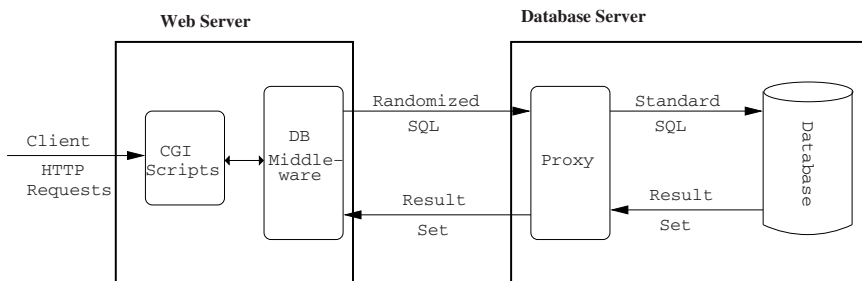 Web Server
Database Server
Client
HTTP
Requests
CGI
Scripts
DB
Middle-
ware
Randomized
SQL
Result
Set
Proxy
Standard
SQL
Result
Set
Database